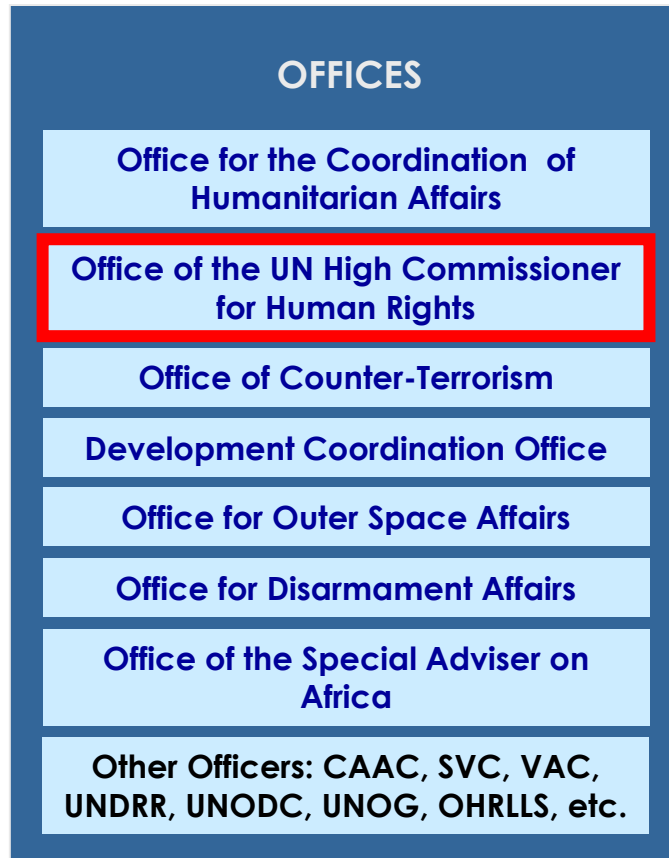 OFFICES
Office for the Coordination of
Humanitarian Affairs
Office of the UN High Commissioner
for Human Rights
Office of Counter-Terrorism
Development Coordination Office
Office for Outer Space Affairs
Office for Disarmament Affairs
Office of the Special Adviser on
Africa
Other Officers: CAAC, SVC, VAC,
UNDRR, UNODC, UNOG, OHRLLS, etc.